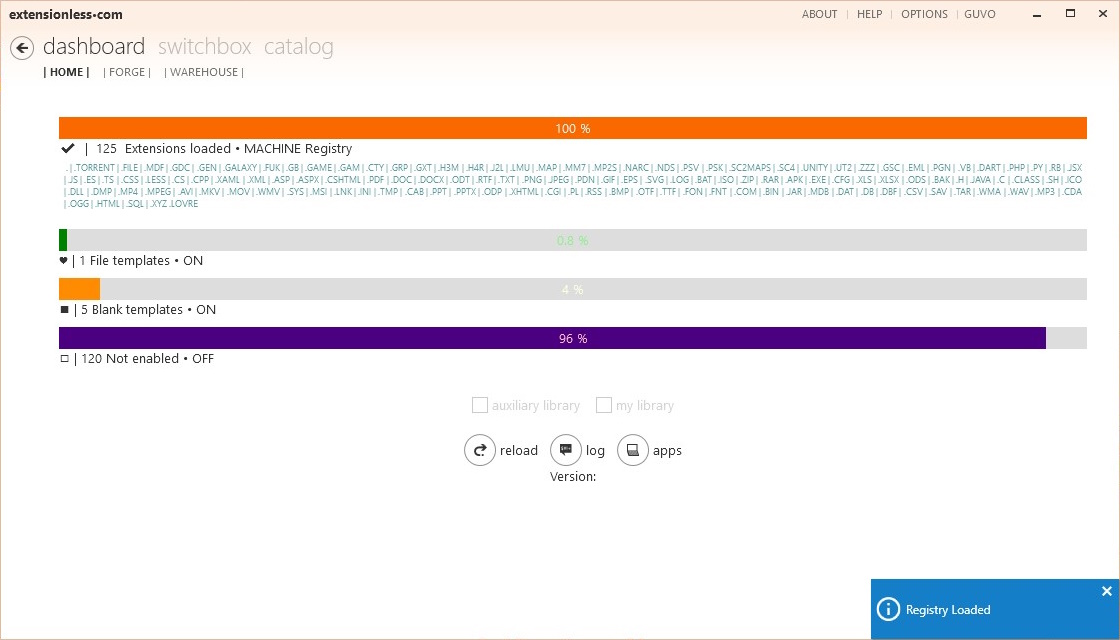 extensionless•com
ABOUT | HELP | OPTIONS | GUVO
dashboard switchbox catalog
| HOME | | FORGE | | WAREHOUSE |
100 %
✔ | 125 Extensions loaded • MACHINE Registry
. | .TORRENT | .FILE | .MDF | .GDC | .GEN | .GALAXY | .FUK | .GB | .GAME | .GAM | .CTY | .GRP | .GXT | .H3M | .H4R | .J2L | .LMU | .MAP | .MM7 | .MP2S | .NARC | .NDS | .PSV | .PSK | .SC2MAPS | .SC4 | .UNITY | .UT2 | .ZZZ | .GSC | .EML | .PGN | .VB | .DART | .PHP | .PY | .RB | .JSX
| .JS | .ES | .TS | .CSS | .LESS | .CS | .CPP | .XAML | .XML | .ASP | .ASPX | .CSHTML | .PDF | .DOC | .DOCX | .ODT | .RTF | .TXT | .PNG | .JPEG | .PDN | .GIF | .EPS | .SVG | .LOG | .BAT | .ISO | .ZIP | .RAR | .APK | .EXE | .CFG | .XLS | .XLSX | .ODS | .BAK | .H | .JAVA | .C | .CLASS | .SH | .ICO
| .DLL | .DMP | .MP4 | .MPEG | .AVI | .MKV | .MOV | .WMV | .SYS | .MSI | .LNK | .INI | .TMP | .CAB | .PPT | .PPTX | .ODP | .XHTML | .CGI | .PL | .RSS | .BMP | .OTF | .TTF | .FON | .FNT | .COM | .BIN | .JAR | .MDB | .DAT | .DB | .DBF | .CSV | .SAV | .TAR | .WMA | .WAV | .MP3 | .CDA
| .OGG | .HTML | .SQL | .XYZ .LOVRE
0.8 %
♥ | 1 File templates • ON
4 %
■ | 5 Blank templates • ON
96 %
□ | 120 Not enabled • OFF
auxiliary library my library
reload log apps
Version:
Registry Loaded